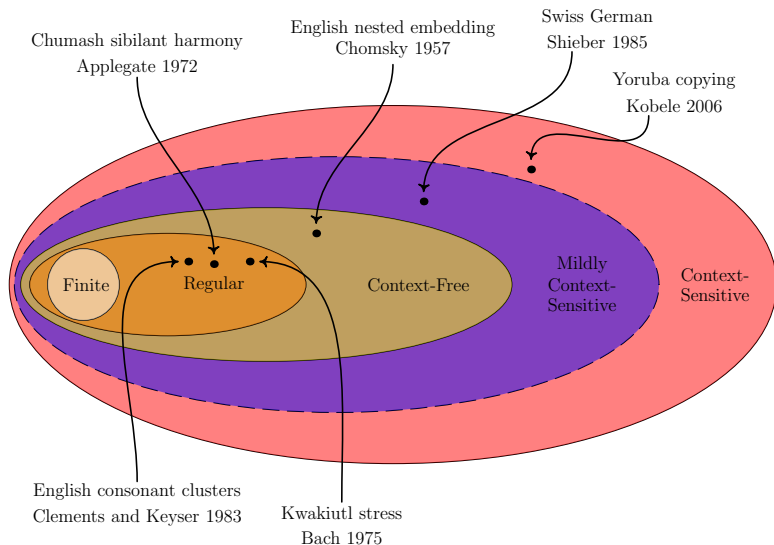 Chumash sibilant harmony
Applegate 1972
English nested embedding
Chomsky 1957
Swiss German
Shieber 1985
Yoruba copying
Kobele 2006
Finite
Regular
Context-Free
Mildly
Context-
Sensitive
Context-
Sensitive
English consonant clusters
Clements and Keyser 1983
Kwakiutl stress
Bach 1975